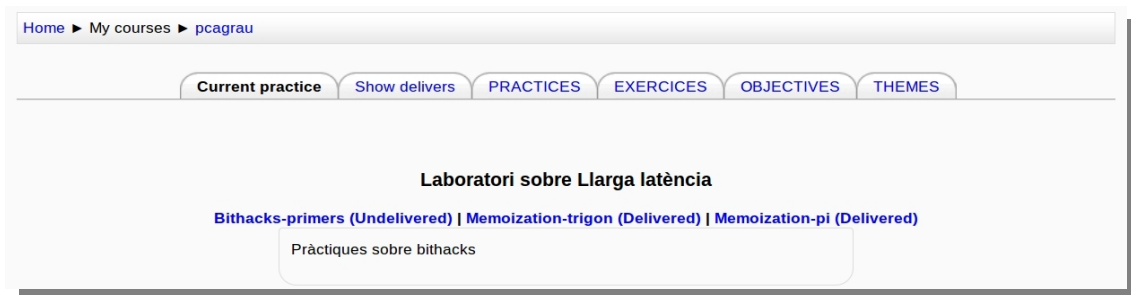 Home ► My courses ► pcagrau
Current practice Show delivers PRACTICES EXERCICES OBJECTIVES THEMES
Laboratori sobre Llarga latència
Bithacks-primers (Undelivered) | Memoization-trigon (Delivered) | Memoization-pi (Delivered)
Pràctiques sobre bithacks